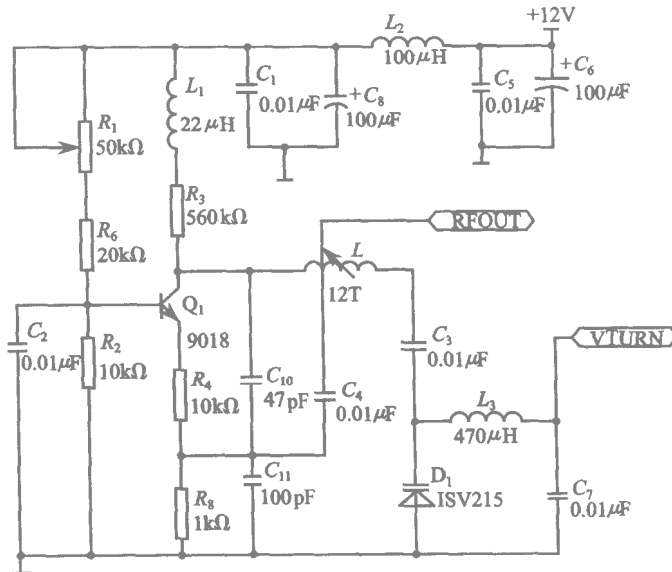 +12V
L2
100μH
C1
0.01μF
+C8
100μF
C5
0.01μF
+C6
100μF
L1
22μH
R1
50kΩ
R3
560kΩ
RFOUT
R6
20kΩ
L
12T
Q1
9018
C2
0.01μF
R2
10kΩ
C3
0.01μF
VTURN
R4
10kΩ
C10
47pF
C4
0.01μF
L3
470μH
C11
100pF
D1
ISV215
R8
1kΩ
C7
0.01μF